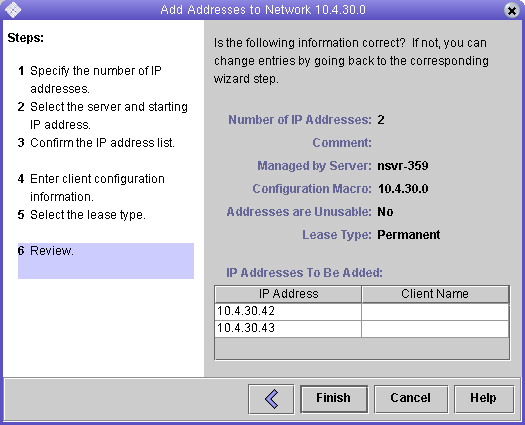 Add Addresses to Network 10.4.30.0
Steps:
1 Specify the number of IP
addresses.
2 Select the server and starting
IP address.
3 Confirm the IP address list.
4 Enter client configuration
information.
5 Select the lease type.
6 Review.
Is the following information correct? If not, you can
change entries by going back to the corresponding
wizard step.
Number of IP Addresses: 2
Comment:
Managed by Server: nsvr-359
Configuration Macro: 10.4.30.0
Addresses are Unusable: No
Lease Type: Permanent
IP Addresses To Be Added:
IP Address Client Name
10.4.30.42
10.4.30.43
Finish Cancel Help